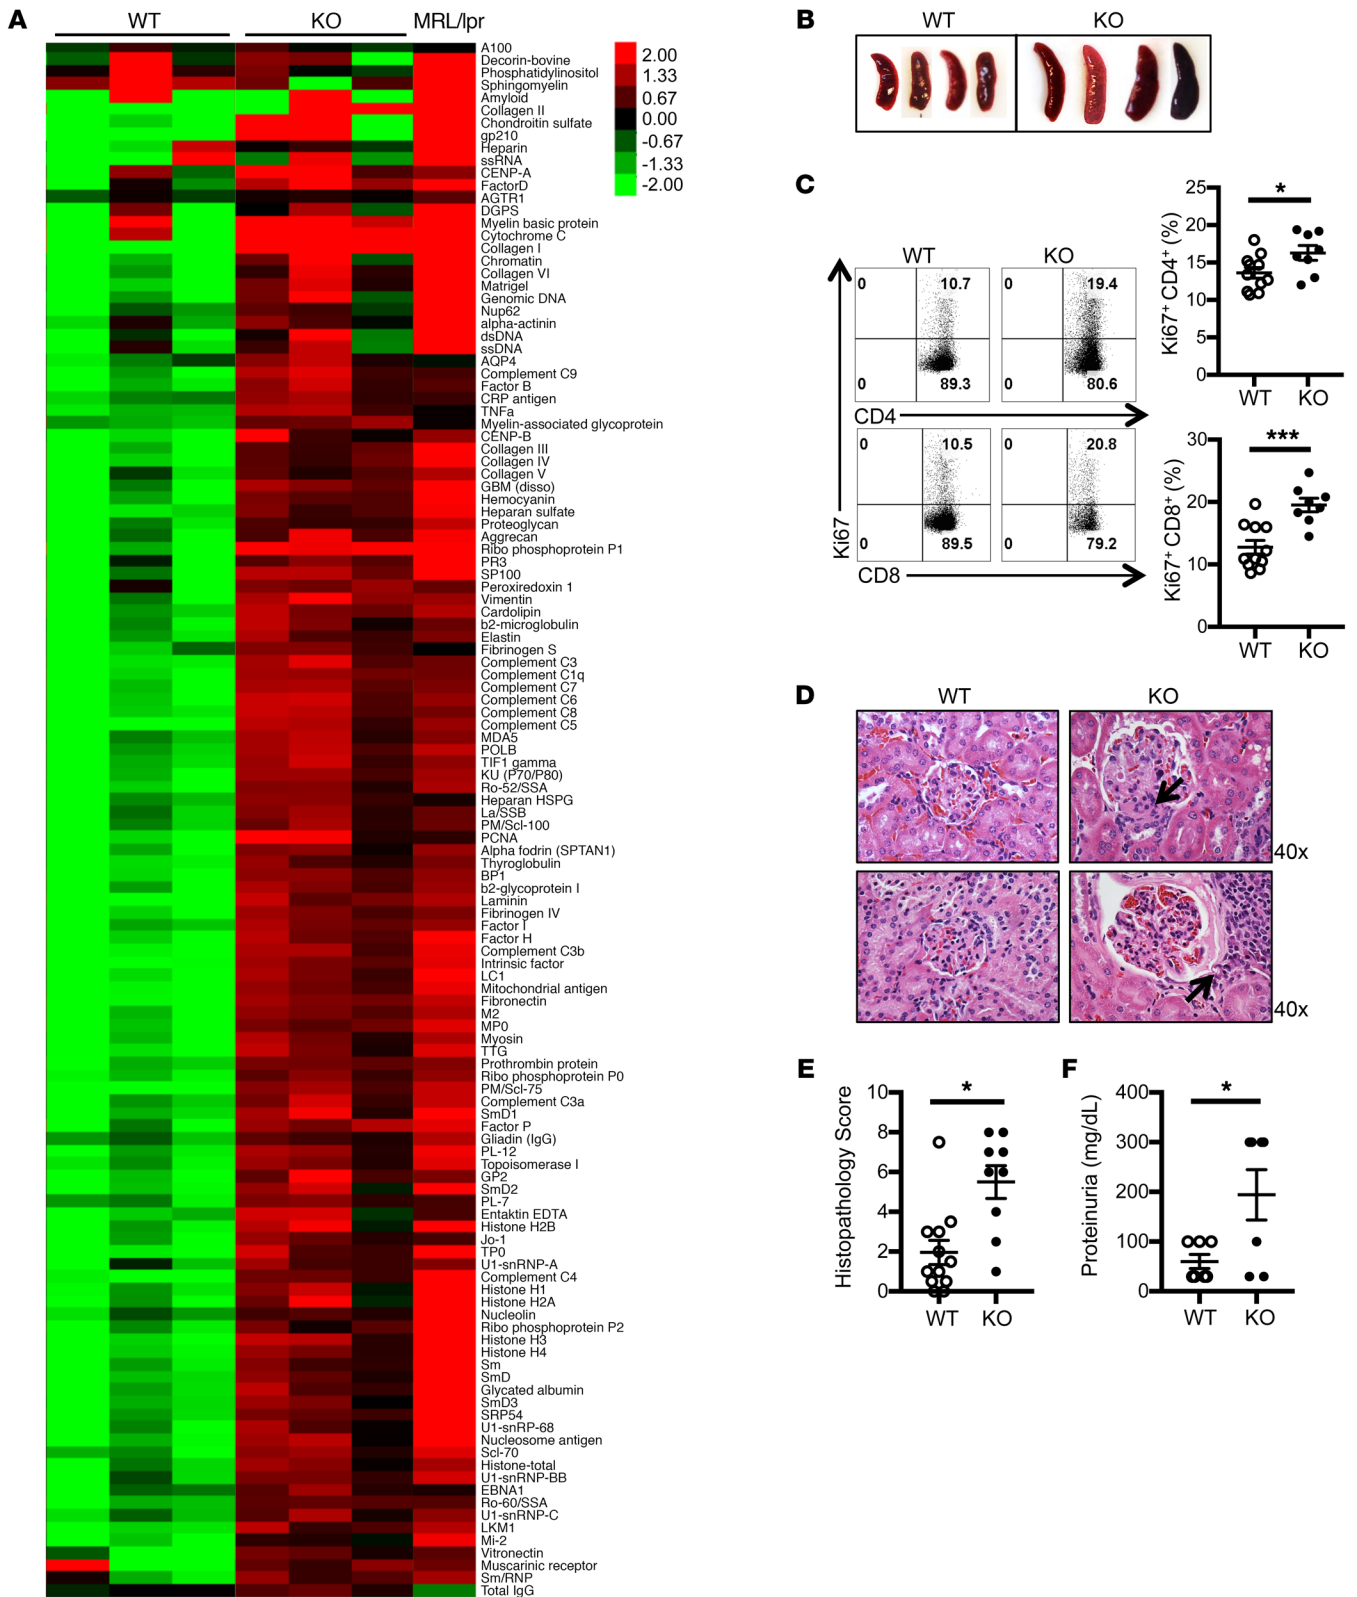 A
WT
KO
MRL/lpr
A100
Decorin-bovine
Phosphatidylinositol
Sphingomyelin
Amyloid
Collagen II
Chondroitin sulfate
gp210
Heparin
ssRNA
CENP-A
FactorD
AGTR1
DGPS
Myelin basic protein
Cytochrome C
Collagen I
Chromatin
Collagen VI
Matrigel
Genomic DNA
Nup62
alpha-actinin
dsDNA
ssDNA
AQP4
Complement C9
Factor B
CRP antigen
TNFa
Myelin-associated glycoprotein
CENP-B
Collagen III
Collagen IV
Collagen V
GBM (disso)
Hemocyanin
Heparan sulfate
Proteoglycan
Aggrecan
Ribo phosphoprotein P1
PR3
SP100
Peroxiredoxin 1
Vimentin
Cardolipin
b2-microglobulin
Elastin
Fibrinogen S
Complement C3
Complement C1q
Complement C7
Complement C6
Complement C8
Complement C5
MDA5
POLB
TIF1 gamma
KU (P70/P80)
Ro-52/SSA
Heparan HSPG
La/SSB
PM/Scl-100
PCNA
Alpha fodrin (SPTAN1)
Thyroglobulin
BP1
b2-glycoprotein I
Laminin
Fibrinogen IV
Factor I
Factor H
Complement C3b
Intrinsic factor
LC1
Mitochondrial antigen
Fibronectin
M2
MP0
Myosin
TTG
Prothrombin protein
Ribo phosphoprotein P0
PM/Scl-75
Complement C3a
SmD1
Factor P
Gliadin (IgG)
PL-12
Topoisomerase I
GP2
SmD2
PL-7
Entaktin EDTA
Histone H2B
Jo-1
TP0
U1-snRNP-A
Complement C4
Histone H1
Histone H2A
Nucleolin
Ribo phosphoprotein P2
Histone H3
Histone H4
Sm
SmD
Glycated albumin
SmD3
SRP54
U1-snRP-68
Nucleosome antigen
Scl-70
Histone-total
U1-snRNP-BB
EBNA1
Ro-60/SSA
U1-snRNP-C
LKM1
Mi-2
Vitronectin
Muscarinic receptor
Sm/RNP
Total IgG
2.00
1.33
0.67
0.00
-0.67
-1.33
-2.00
B
WT
KO
C
WT
KO
0
10.7
0
89.3
0
19.4
0
80.6
CD4
0
10.5
0
89.5
0
20.8
0
79.2
CD8
Ki67
Ki67+ CD4+ (%)
25
20
15
10
5
0
*
WT
KO
Ki67+ CD8+ (%)
30
20
10
0
***
WT
KO
D
WT
KO
40x
40x
E
Histopathology Score
10
8
6
4
2
0
*
WT
KO
F
Proteinuria (mg/dL)
400
300
200
100
0
*
WT
KO